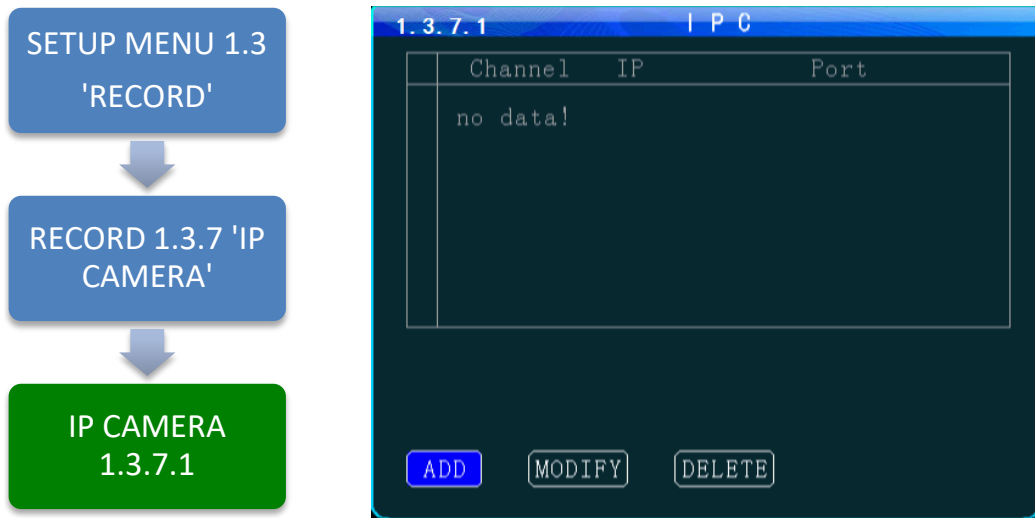 SETUP MENU 1.3
'RECORD'
RECORD 1.3.7 'IP
CAMERA'
IP CAMERA
1.3.7.1
1.3.7.1 IPC
Channel IP Port
no data!
ADD MODIFY DELETE